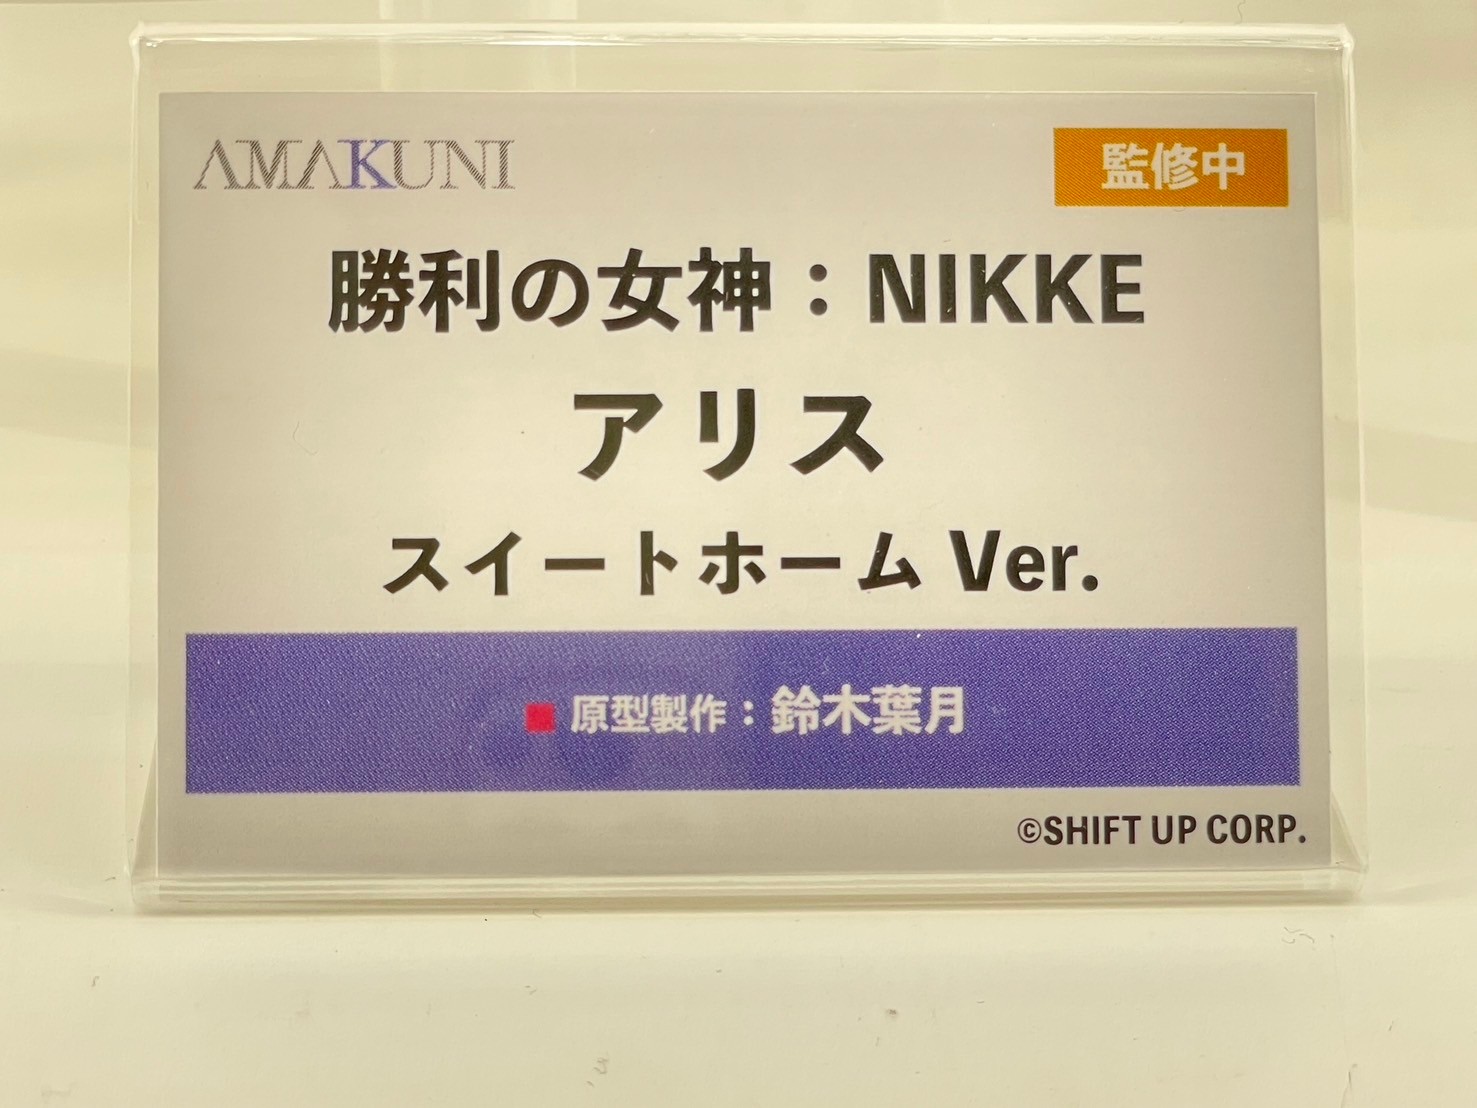 AMAKUNI
監修中
勝利の女神：NIKKE
アリス
スイートホーム Ver.
■ 原型製作：鈴木葉月
©SHIFT UP CORP.